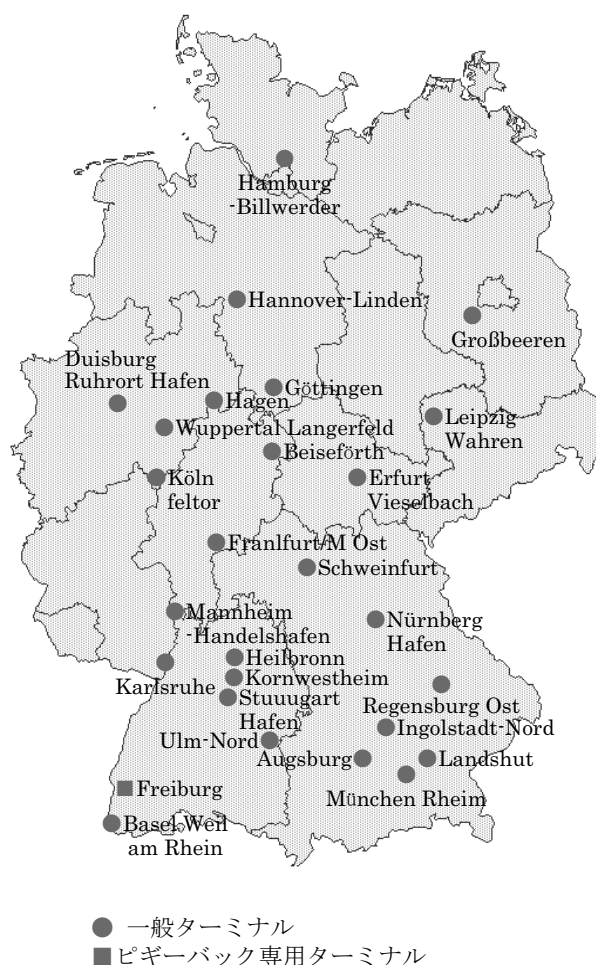 Hamburg
-Billwerder
Hannover-Linden
Großbeeren
Duisburg
Ruhrort Hafen
Hagen
Göttingen
Leipzig
Wahren
Wuppertal Langerfeld
Beiseförth
Köln
feltor
Erfurt
Vieselbach
Franlfurt/M Ost
Schweinfurt
Mannheim
-Handelshafen
Nürnberg
Hafen
Heilbronn
Karlsruhe
Kornwestheim
Stuuugart
Hafen
Regensburg Ost
Ingolstadt-Nord
Ulm-Nord
Augsburg
Landshut
München Rheim
Freiburg
Basel Weil
am Rhein
一般ターミナル
ピギーバック専用ターミナル